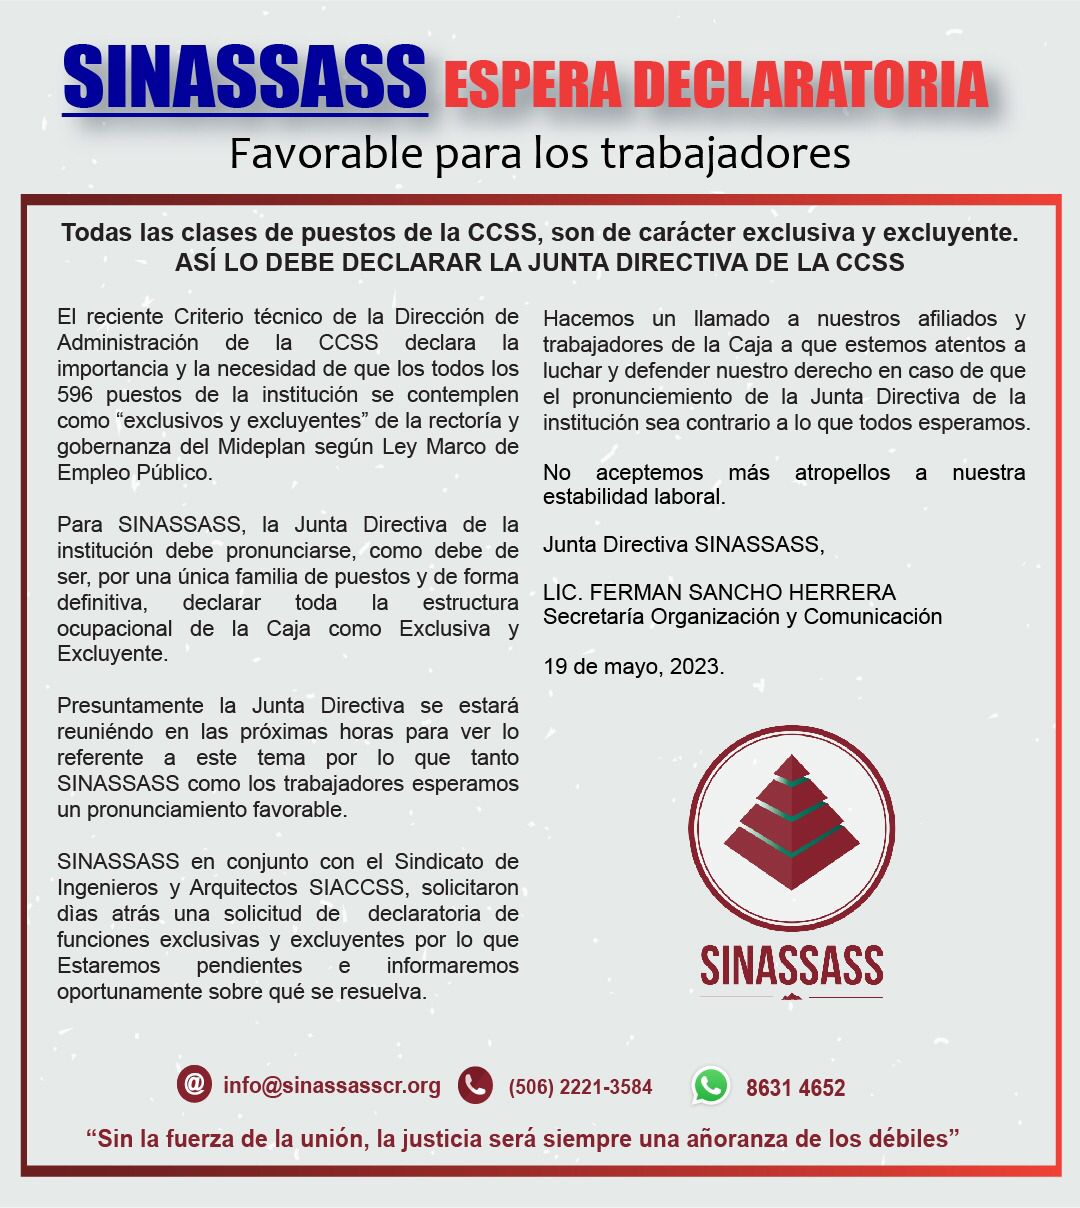 SINASSASS ESPERA DECLARATORIA
Favorable para los trabajadores
Todas las clases de puestos de la CCSS, son de carácter exclusiva y excluyente.
ASÍ LO DEBE DECLARAR LA JUNTA DIRECTIVA DE LA CCSS
El reciente Criterio técnico de la Dirección de
Administración de la CCSS declara la
importancia y la necesidad de que los todos los
596 puestos de la institución se contemplen
como “exclusivos y excluyentes” de la rectoría y
gobernanza del Mideplan según Ley Marco de
Empleo Público.
Para SINASSASS, la Junta Directiva de la
institución debe pronunciarse, como debe de
ser, por una única familia de puestos y de forma
definitiva, declarar toda la estructura
ocupacional de la Caja como Exclusiva y
Excluyente.
Presuntamente la Junta Directiva se estará
reuniéndo en las próximas horas para ver lo
referente a este tema por lo que tanto
SINASSASS como los trabajadores esperamos
un pronunciamiento favorable.
SINASSASS en conjunto con el Sindicato de
Ingenieros y Arquitectos SIACCSS, solicitaron
dìas atrás una solicitud de declaratoria de
funciones exclusivas y excluyentes por lo que
Estaremos pendientes e informaremos
oportunamente sobre qué se resuelva.
Hacemos un llamado a nuestros afiliados y
trabajadores de la Caja a que estemos atentos a
luchar y defender nuestro derecho en caso de que
el pronunciemiento de la Junta Directiva de la
institución sea contrario a lo que todos esperamos.
No aceptemos más atropellos a nuestra
estabilidad laboral.
Junta Directiva SINASSASS,
LIC. FERMAN SANCHO HERRERA
Secretaría Organización y Comunicación
19 de mayo, 2023.
SINASSASS
@ info@sinassasscr.org (506) 2221-3584 8631 4652
“Sin la fuerza de la unión, la justicia será siempre una añoranza de los débiles”